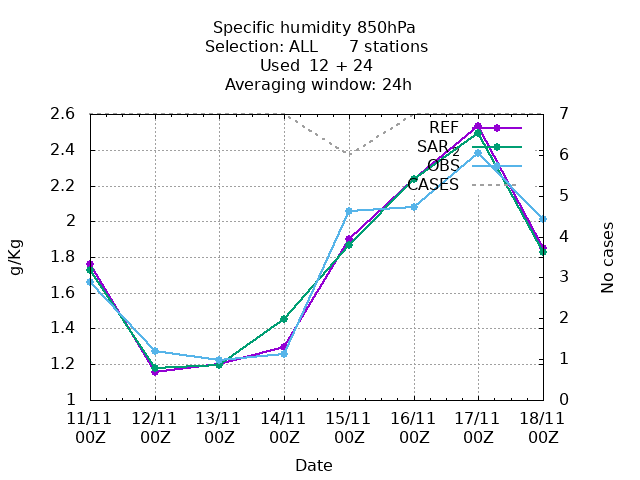 Specific humidity 850hPa
Selection: ALL      7 stations
Used  12 + 24
Averaging window: 24h
2.6
2.4
2.2
2
1.8
1.6
1.4
1.2
1
7
6
5
4
3
2
1
0
REF
SAR_2
OBS
CASES
g/Kg
No cases
11/11 12/11 13/11 14/11 15/11 16/11 17/11 18/11
00Z 00Z 00Z 00Z 00Z 00Z 00Z 00Z
Date